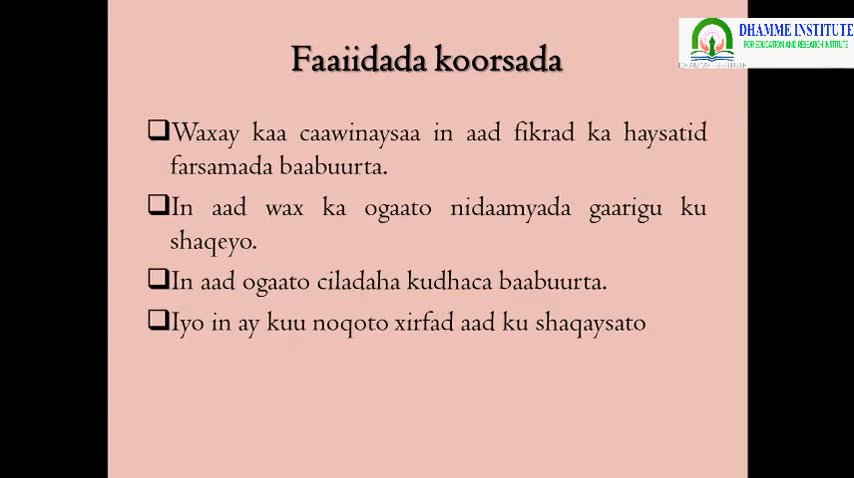 DHAMME INSTITUTE
FOR EDUCATION AND RESEARCH INSTITUTE
DHAMME INSTITUTE
Faaiidada koorsada
Waxay kaa caawinaysaa in aad fikrad ka haysatid
farsamada baabuurta.
In aad wax ka ogaato nidaamyada gaarigu ku
shaqeyo.
In aad ogaato ciladaha kudhaca baabuurta.
Iyo in ay kuu noqoto xirfad aad ku shaqaysato